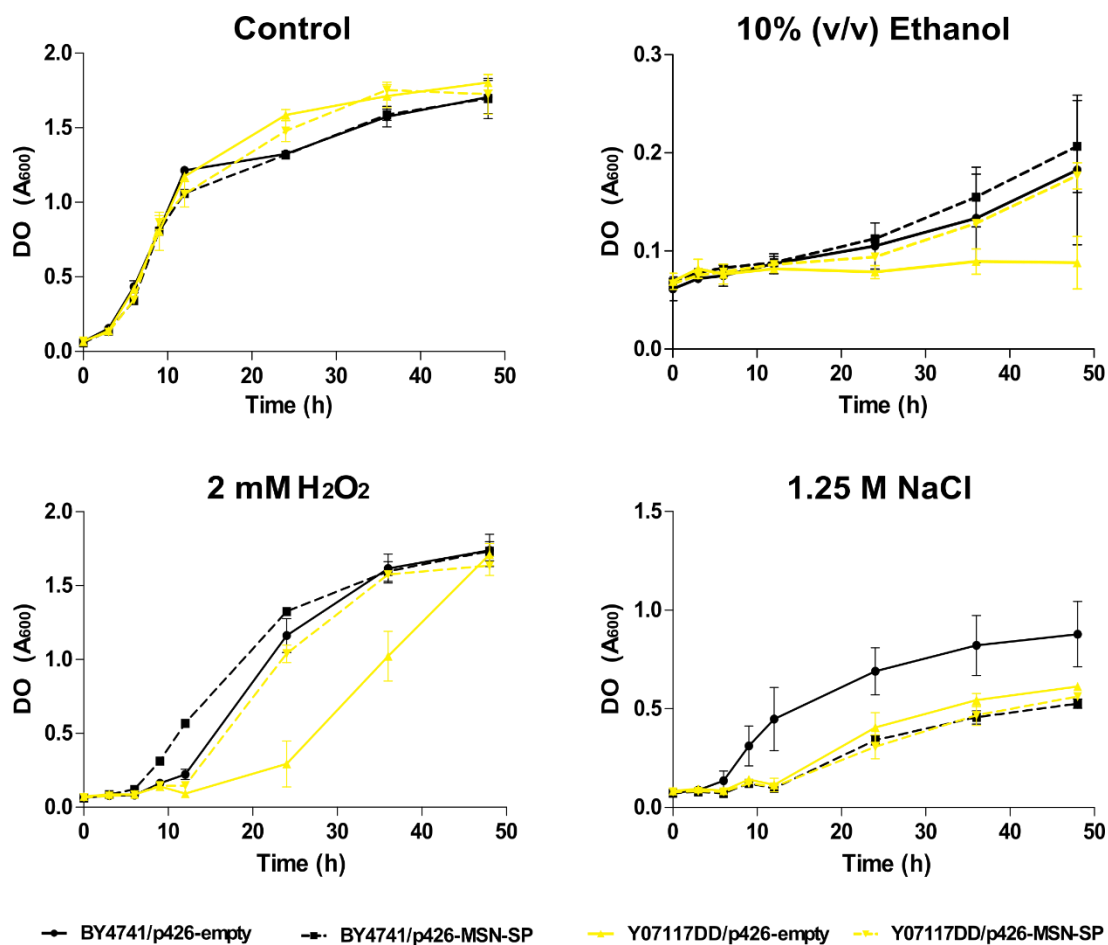 Control
DO (A600)
2.0
1.5
1.0
0.5
0.0
0 10 20 30 40 50
Time (h)
10% (v/v) Ethanol
DO (A600)
0.3
0.2
0.1
0.0
0 10 20 30 40 50
Time (h)
2 mM H2O2
DO (A600)
2.0
1.5
1.0
0.5
0.0
0 10 20 30 40 50
Time (h)
1.25 M NaCl
DO (A600)
1.5
1.0
0.5
0.0
0 10 20 30 40 50
Time (h)
BY4741/p426-empty BY4741/p426-MSN-SP Y07117DD/p426-empty Y07117DD/p426-MSN-SP